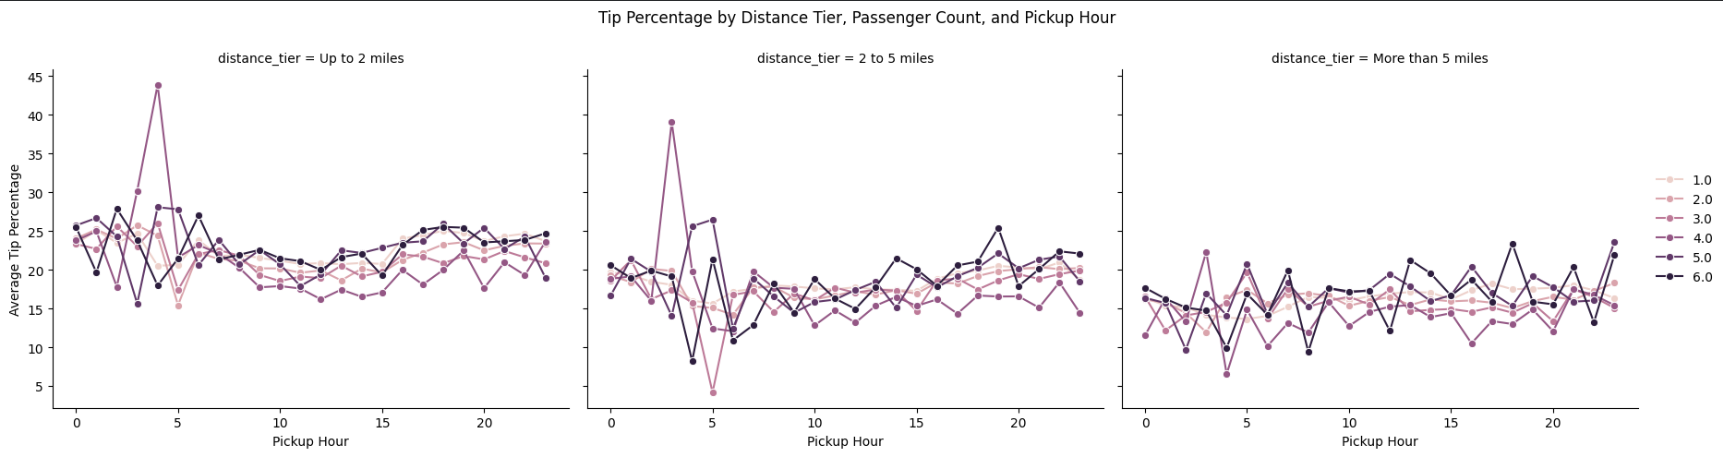 Tip Percentage by Distance Tier, Passenger Count, and Pickup Hour
distance_tier = Up to 2 miles
distance_tier = 2 to 5 miles
distance_tier = More than 5 miles
45
40
35
30
25
20
15
10
5
Average Tip Percentage
1.0
2.0
3.0
4.0
5.0
6.0
0 5 10 15 20
0 5 10 15 20
0 5 10 15 20
Pickup Hour
Pickup Hour
Pickup Hour